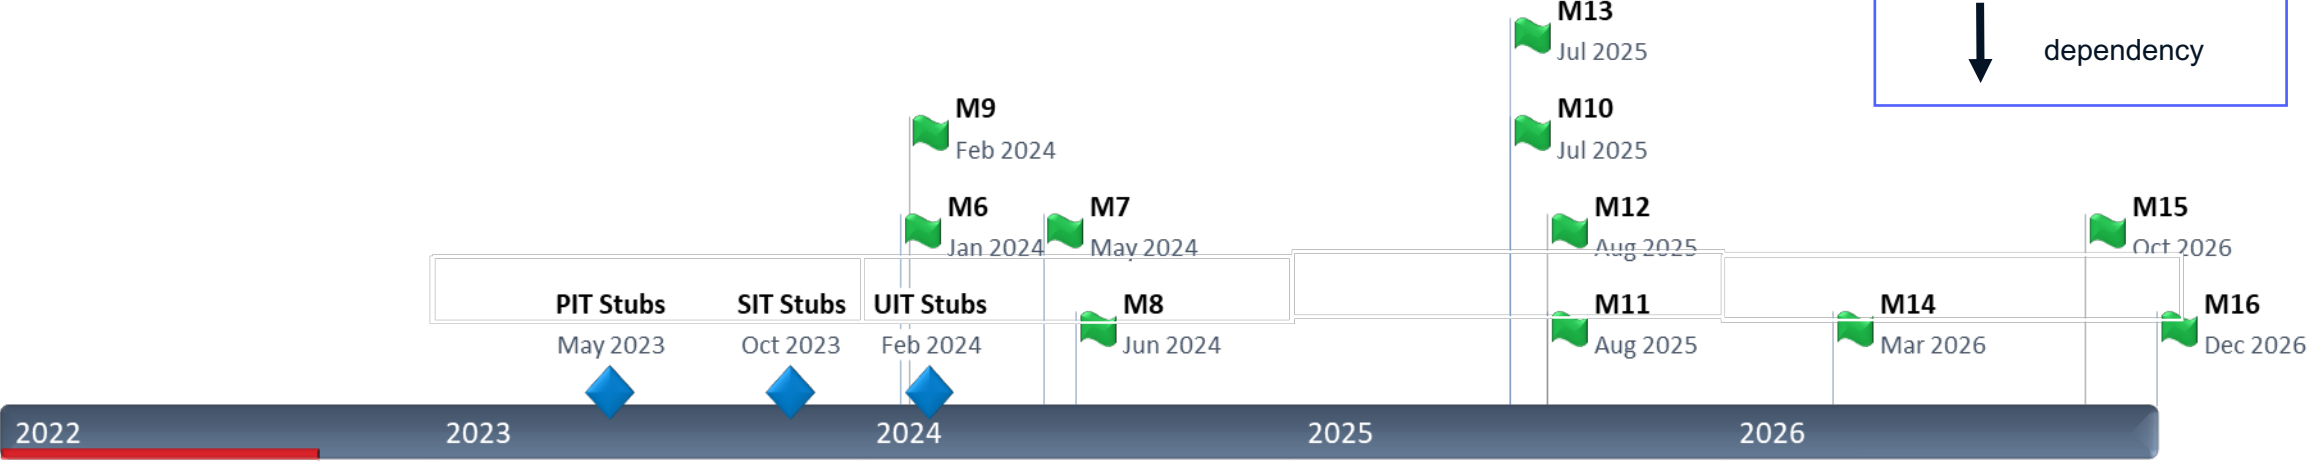 M13
Jul 2025
dependency
M9
Feb 2024
M10
Jul 2025
M6
Jan 2024
M7
May 2024
M12
Aug 2025
M15
Oct 2026
PIT Stubs
May 2023
SIT Stubs
Oct 2023
UIT Stubs
Feb 2024
M8
Jun 2024
M11
Aug 2025
M14
Mar 2026
M16
Dec 2026
2022
2023
2024
2025
2026